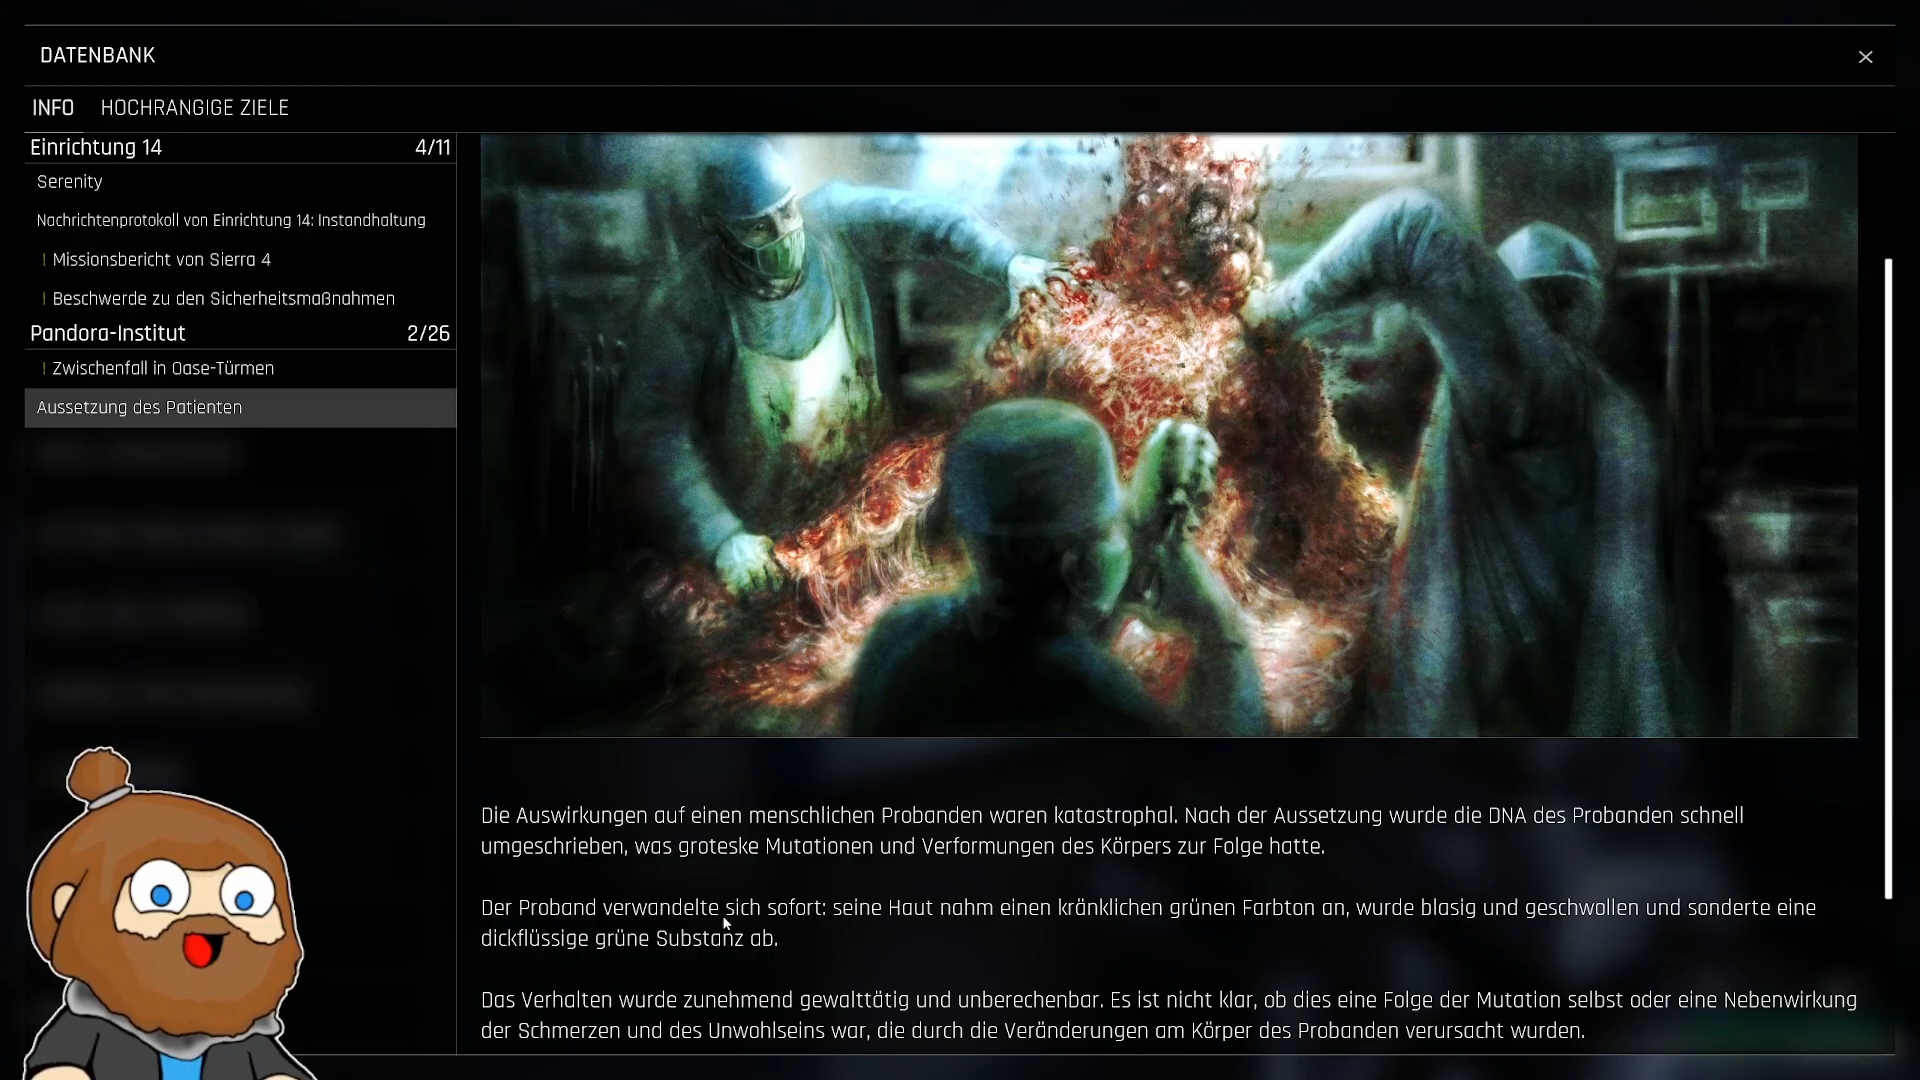 DATENBANK
INFO HOCHRANGIGE ZIELE
Einrichtung 14 4/11
Serenity
Nachrichtenprotokoll von Einrichtung 14: Instandhaltung
! Missionsbericht von Sierra 4
! Beschwerde zu den Sicherheitsmaßnahmen
Pandora-Institut 2/26
! Zwischenfall in Oase-Türmen
Aussetzung des Patienten
Die Auswirkungen auf einen menschlichen Probanden waren katastrophal. Nach der Aussetzung wurde die DNA des Probanden schnell
umgeschrieben, was groteske Mutationen und Verformungen des Körpers zur Folge hatte.
Der Proband verwandelte sich sofort: seine Haut nahm einen kränklichen grünen Farbton an, wurde blasig und geschwollen und sonderte eine
dickflüssige grüne Substanz ab.
Das Verhalten wurde zunehmend gewalttätig und unberechenbar. Es ist nicht klar, ob dies eine Folge der Mutation selbst oder eine Nebenwirkung
der Schmerzen und des Unwohlseins war, die durch die Veränderungen am Körper des Probanden verursacht wurden.